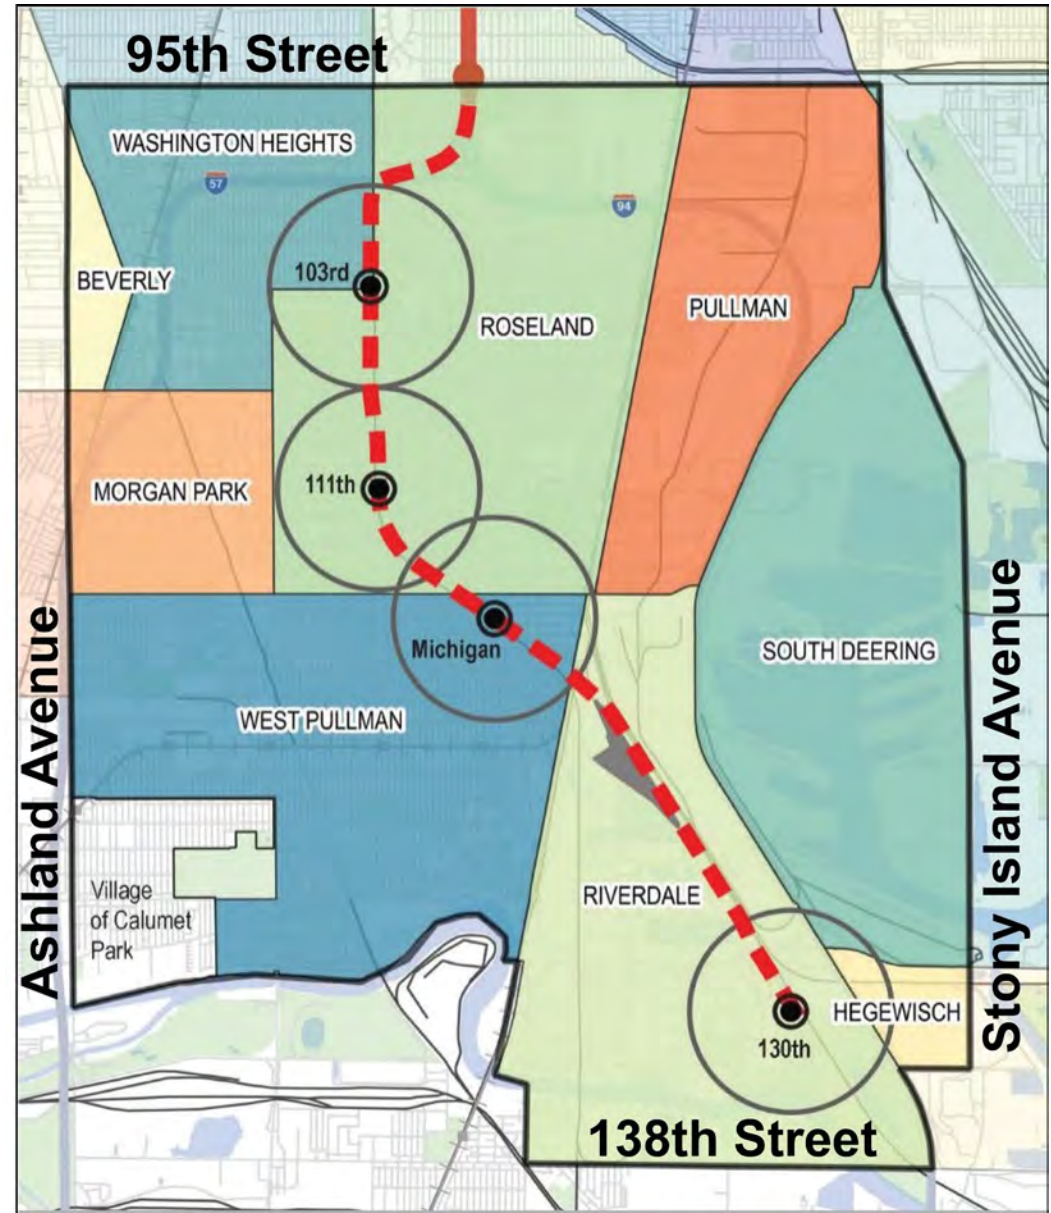 95th Street
WASHINGTON HEIGHTS
57
94
103rd
BEVERLY
PULLMAN
ROSELAND
111th
MORGAN PARK
Michigan
SOUTH DEERING
WEST PULLMAN
Ashland Avenue
Stony Island Avenue
Village
of Calumet
Park
RIVERDALE
HEGEWISCH
130th
138th Street